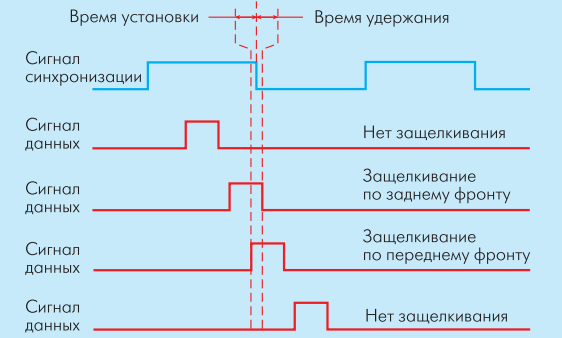 Время установки
Время удержания
Сигнал
синхронизации
Сигнал
данных
Нет защелкивания
Сигнал
данных
Защелкивание
по заднему фронту
Сигнал
данных
Защелкивание
по переднему фронту
Сигнал
данных
Нет защелкивания